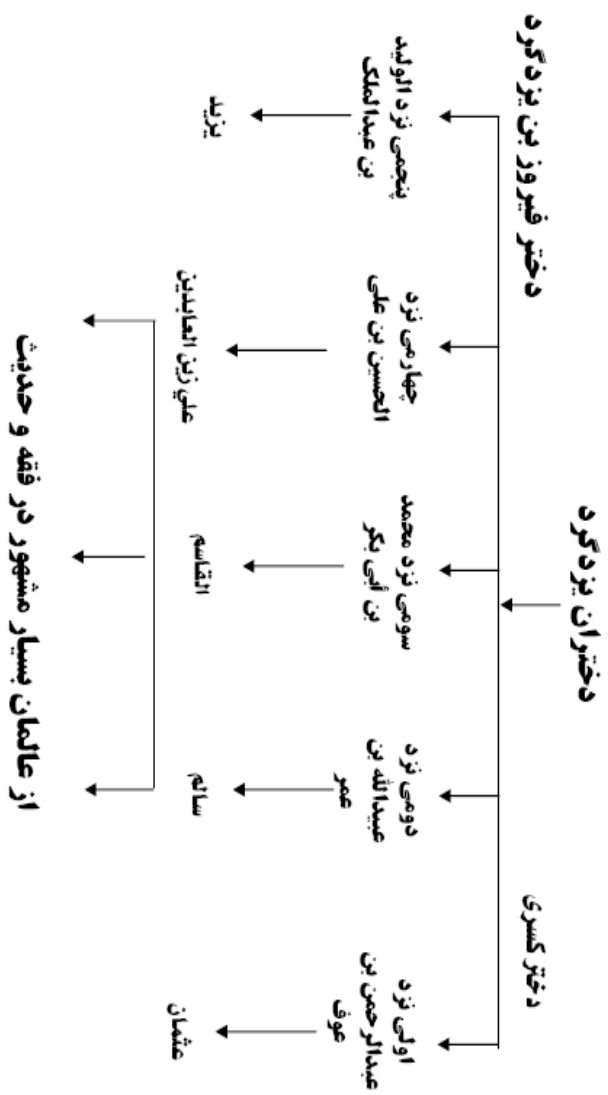 دختران یزدگرد
دختر کسری
دختر فیروز بن یزدگرد
اولی نزد
عبدالرحمن بن
عوف
دومی نزد
عبیدالله بن
عمر
سومی نزد محمد
بن أبی بکر
چهارمی نزد
الحسین بن علی
پنجمی نزد الولید
بن عبدالملک
عثمان
سالم
القاسم
علي زین العابدین
یزید
از عالمان بسیار مشهور در فقه و حدیث